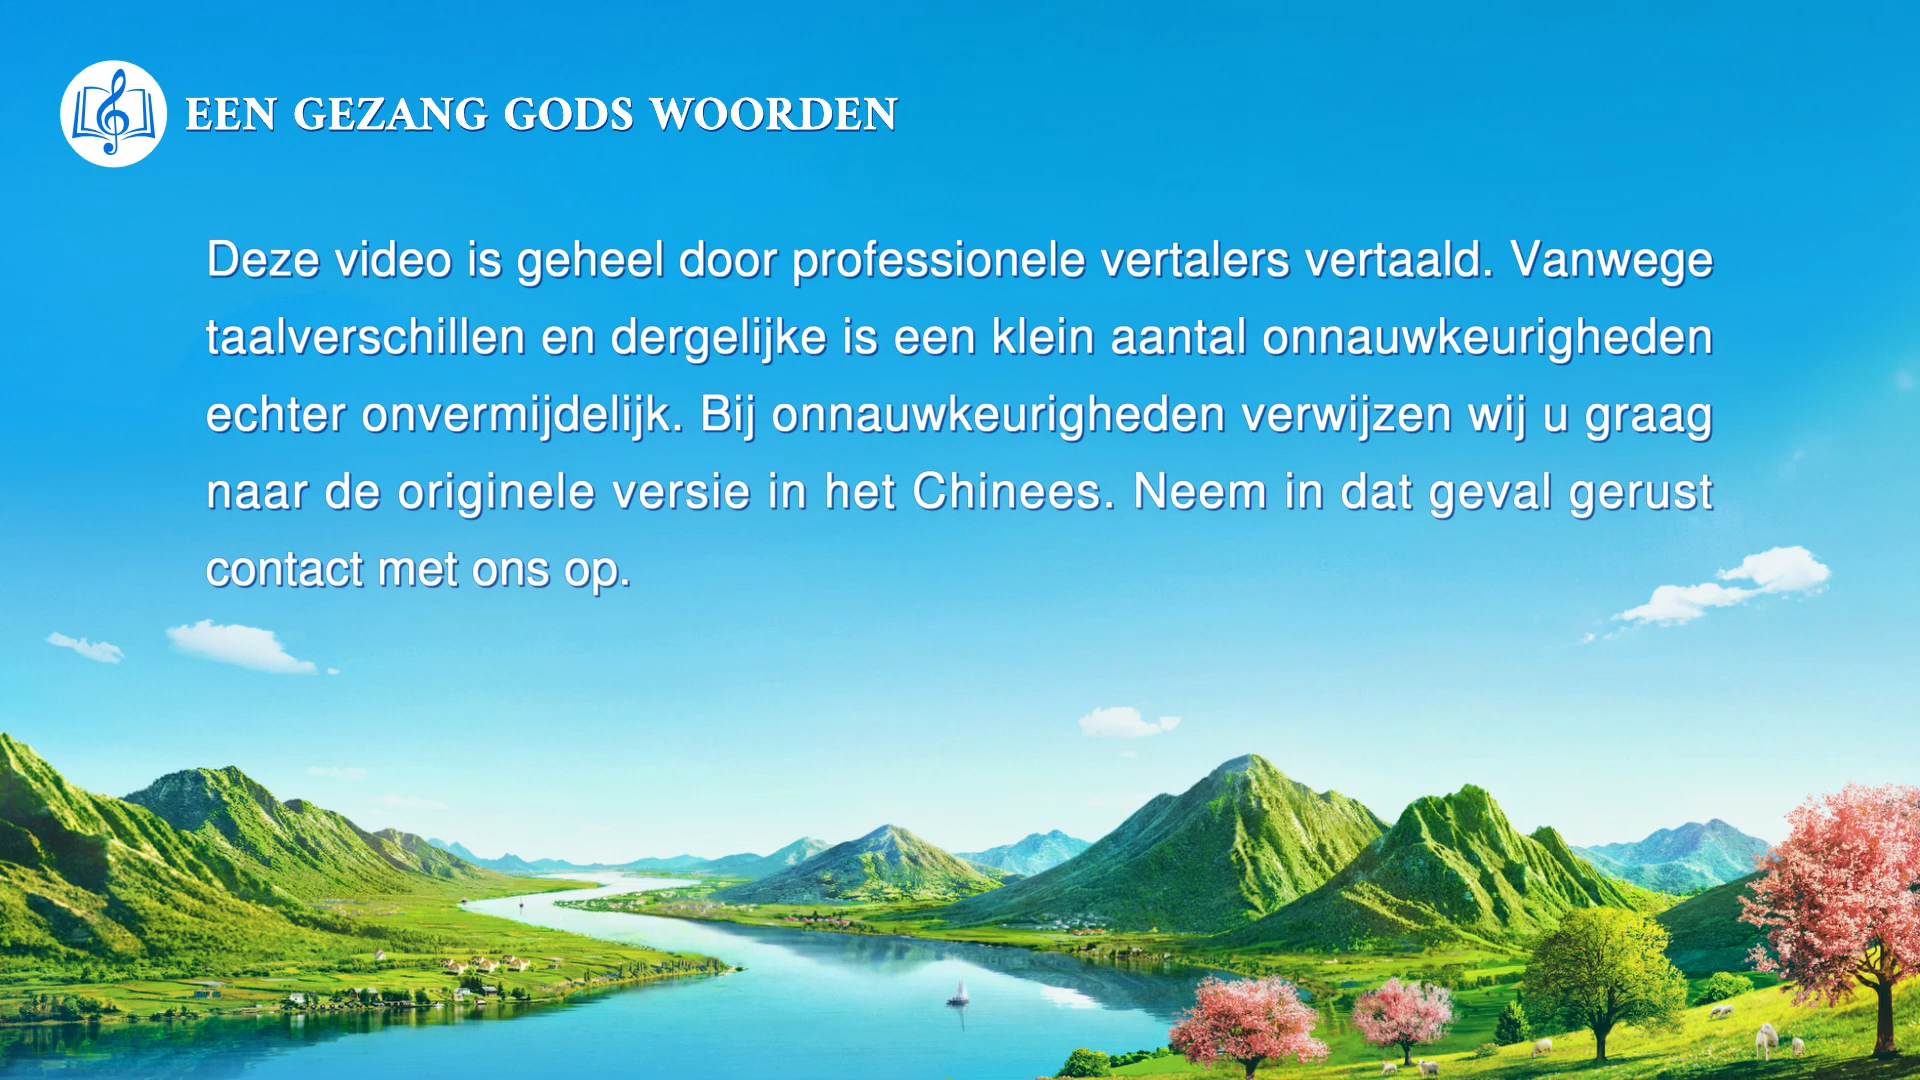 EEN GEZANG GODS WOORDEN
Deze video is geheel door professionele vertalers vertaald. Vanwege
taalverschillen en dergelijke is een klein aantal onnauwkeurigheden
echter onvermijdelijk. Bij onnauwkeurigheden verwijzen wij u graag
naar de originele versie in het Chinees. Neem in dat geval gerust
contact met ons op.